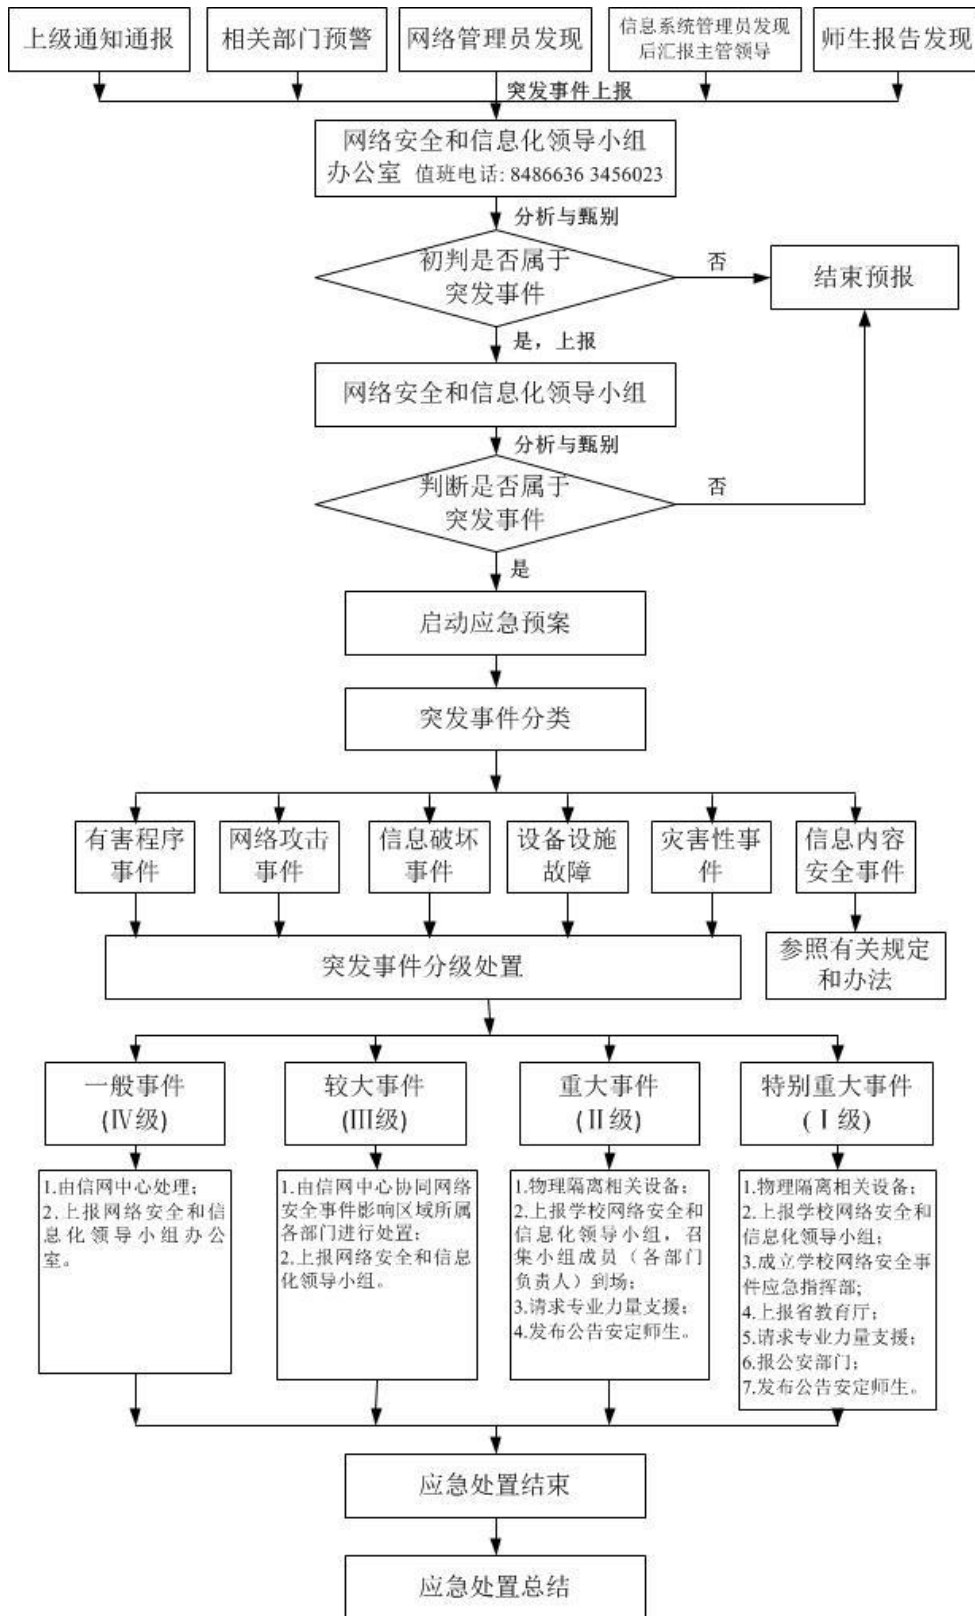 上级通知通报
相关部门预警
网络管理员发现
信息系统管理员发现
后汇报主管领导
师生报告发现
突发事件上报
网络安全和信息化领导小组
办公室 值班电话: 8486636 3456023
分析与甄别
初判是否属于
突发事件
否
结束预报
是，上报
网络安全和信息化领导小组
分析与甄别
判断是否属于
突发事件
否
是
启动应急预案
突发事件分类
有害程序
事件
网络攻击
事件
信息破坏
事件
设备设施
故障
灾害性事
件
信息内容
安全事件
突发事件分级处置
参照有关规定
和办法
一般事件
(Ⅳ级)
较大事件
(Ⅲ级)
重大事件
(Ⅱ级)
特别重大事件
(Ⅰ级)
1.由信网中心处理;
2.上报网络安全和信
息化领导小组办公
室。
1.由信网中心协同网络
安全事件影响区域所属
各部门进行处置;
2.上报网络安全和信息
化领导小组。
1.物理隔离相关设备;
2.上报学校网络安全和
信息化领导小组，召
集小组成员（各部门
负责人）到场;
3.请求专业力量支援;
4.发布公告安定师生。
1.物理隔离相关设备;
2.上报学校网络安全和
信息化领导小组;
3.成立学校网络安全事
件应急指挥部;
4.上报省教育厅;
5.请求专业力量支援;
6.报公安部门;
7.发布公告安定师生。
应急处置结束
应急处置总结